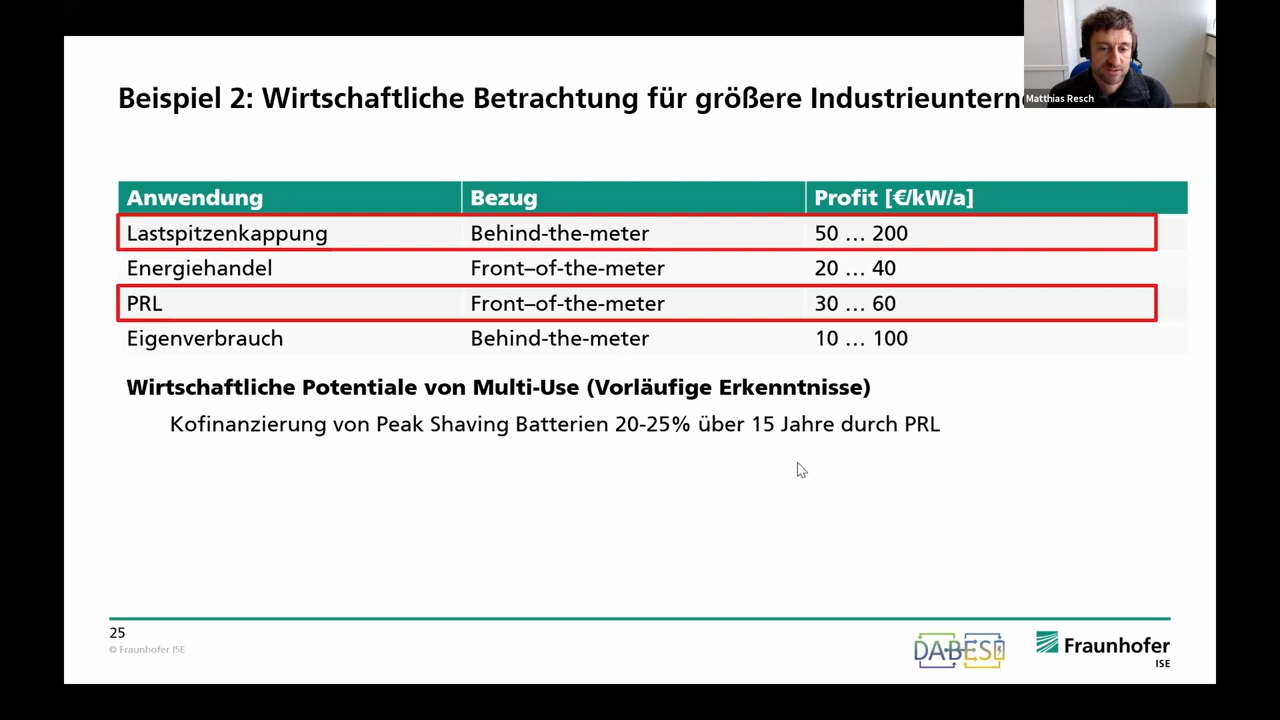 Beispiel 2: Wirtschaftliche Betrachtung für größere
Matthias Resch
Anwendung Bezug Profit [€/kW/a]
Lastspitzenkappung Behind-the-meter 50 … 200
Energiehandel Front–of-the-meter 20 … 40
PRL Front–of-the-meter 30 … 60
Eigenverbrauch Behind-the-meter 10 … 100
Wirtschaftliche Potentiale von Multi-Use (Vorläufige Erkenntnisse)
Kofinanzierung von Peak Shaving Batterien 20-25% über 15 Jahre durch PRL
25
© Fraunhofer ISE
DABESI
Fraunhofer
ISE